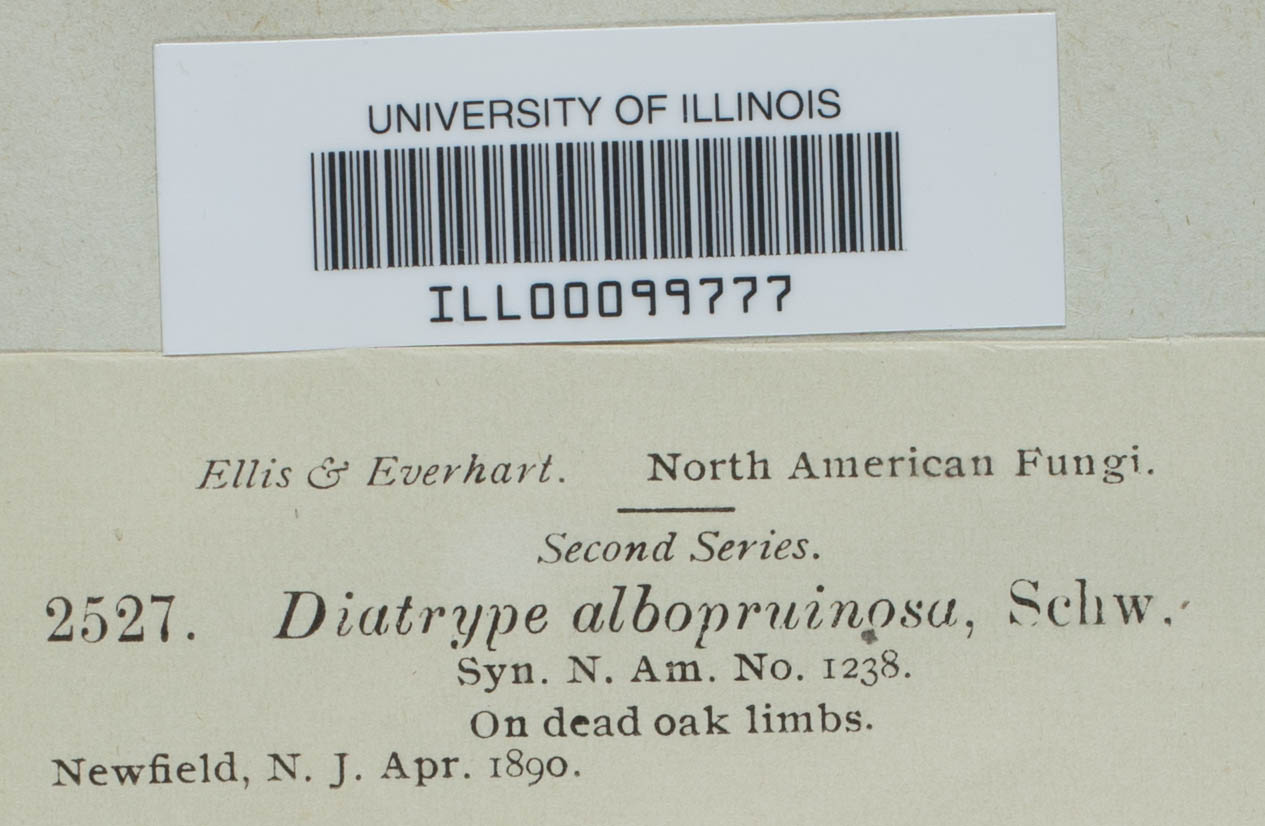 UNIVERSITY OF ILLINOIS
ILL00099777
Ellis & Everhart. North American Fungi.
Second Series.
2527. Diatrype albopruinosa, Schw.
Syn. N. Am. No. 1238.
On dead oak limbs.
Newfield, N. J. Apr. 1890.